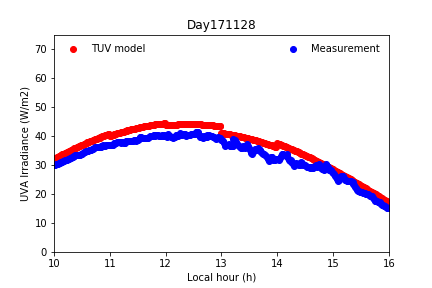 Day171128
TUV model
Measurement
UVA Irradiance (W/m2)
70
60
50
40
30
20
10
0
10 11 12 13 14 15 16
Local hour (h)